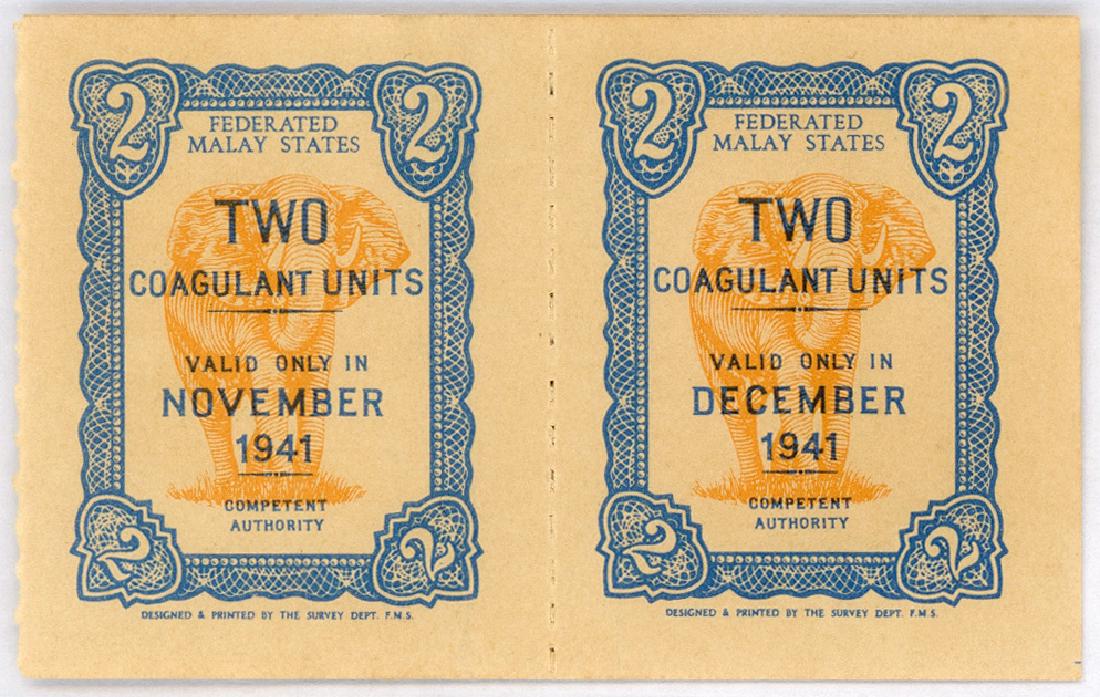 2 2
FEDERATED
MALAY STATES
TWO
COAGULANT UNITS
VALID ONLY IN
NOVEMBER
1941
COMPETENT
AUTHORITY
2 2
DESIGNED & PRINTED BY THE SURVEY DEPT. F.M.S.
2 2
FEDERATED
MALAY STATES
TWO
COAGULANT UNITS
VALID ONLY IN
DECEMBER
1941
COMPETENT
AUTHORITY
2 2
DESIGNED & PRINTED BY THE SURVEY DEPT. F.M.S.